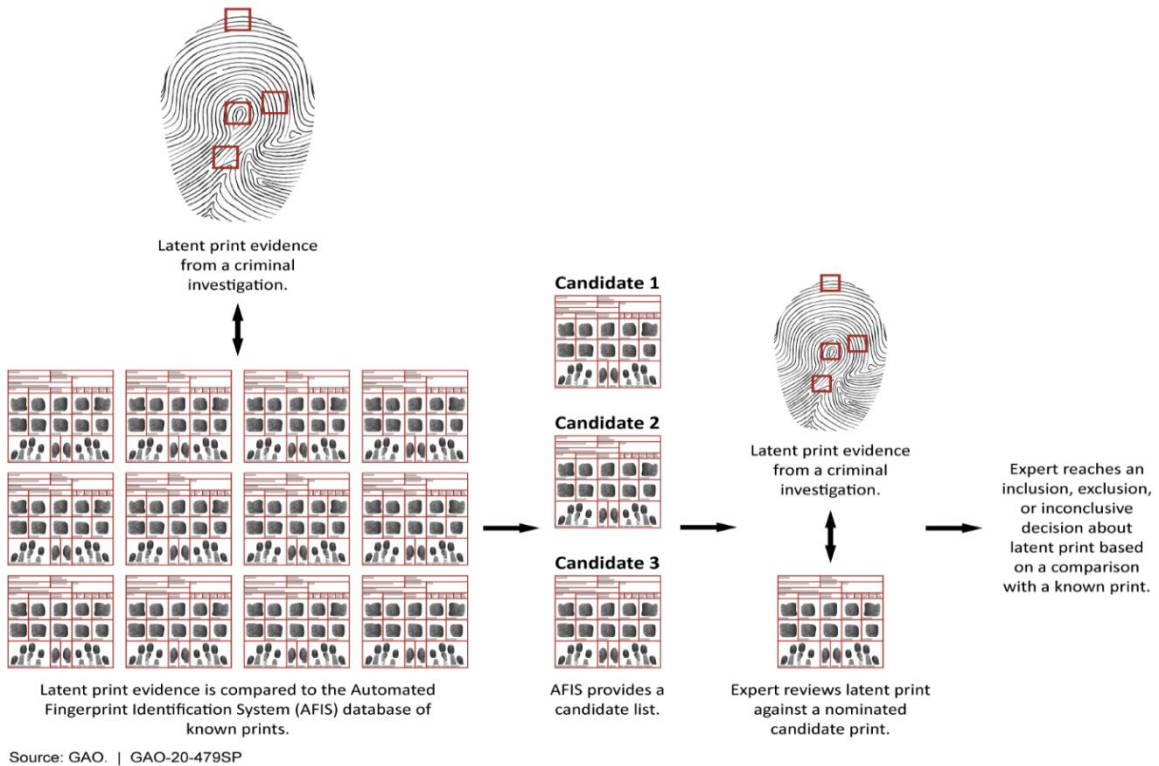 Latent print evidence
from a criminal
investigation.
Latent print evidence is compared to the Automated
Fingerprint Identification System (AFIS) database of
known prints.
Candidate 1
Candidate 2
Candidate 3
AFIS provides a
candidate list.
Latent print evidence
from a criminal
investigation.
Expert reviews latent print
against a nominated
candidate print.
Expert reaches an
inclusion, exclusion,
or inconclusive
decision about
latent print based
on a comparison
with a known print.
Source: GAO. | GAO-20-479SP